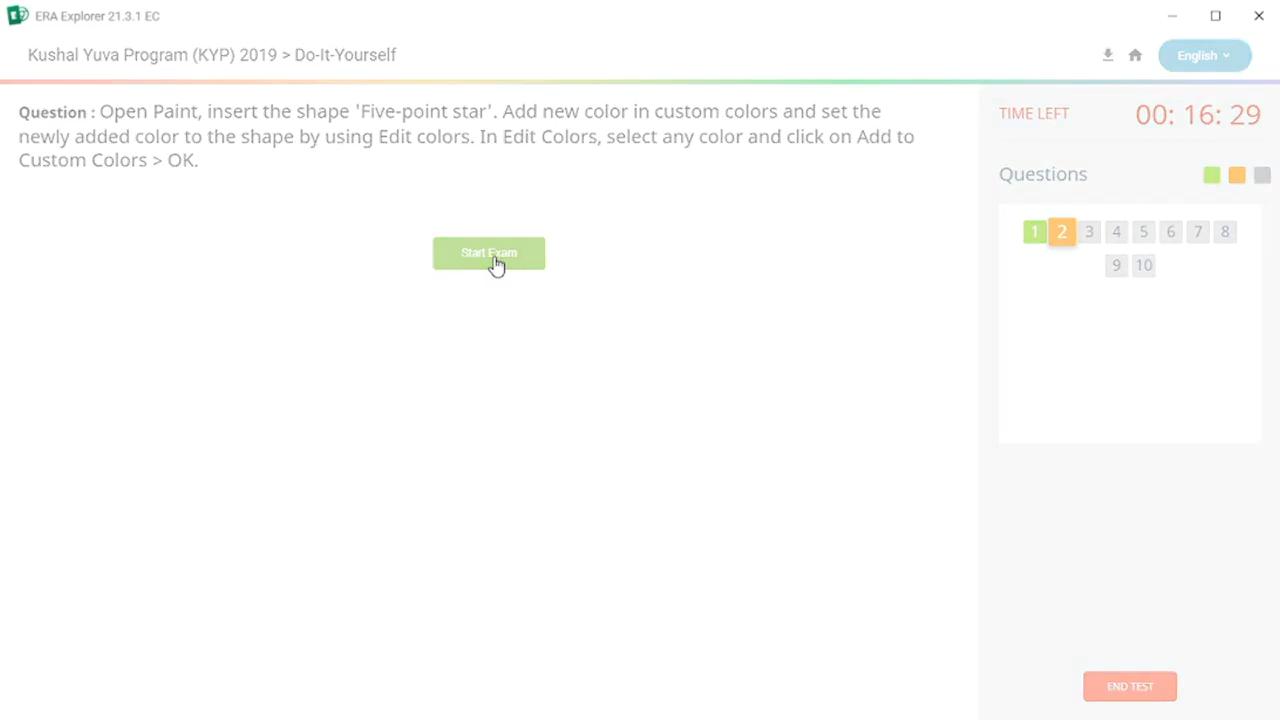 ERA Explorer 21.3.1 EC
Kushal Yuva Program (KYP) 2019 > Do-It-Yourself
English
Question : Open Paint, insert the shape 'Five-point star'. Add new color in custom colors and set the
newly added color to the shape by using Edit colors. In Edit Colors, select any color and click on Add to
Custom Colors > OK.
Start Exam
TIME LEFT 00: 16: 29
Questions
1 2 3 4 5 6 7 8
9 10
END TEST